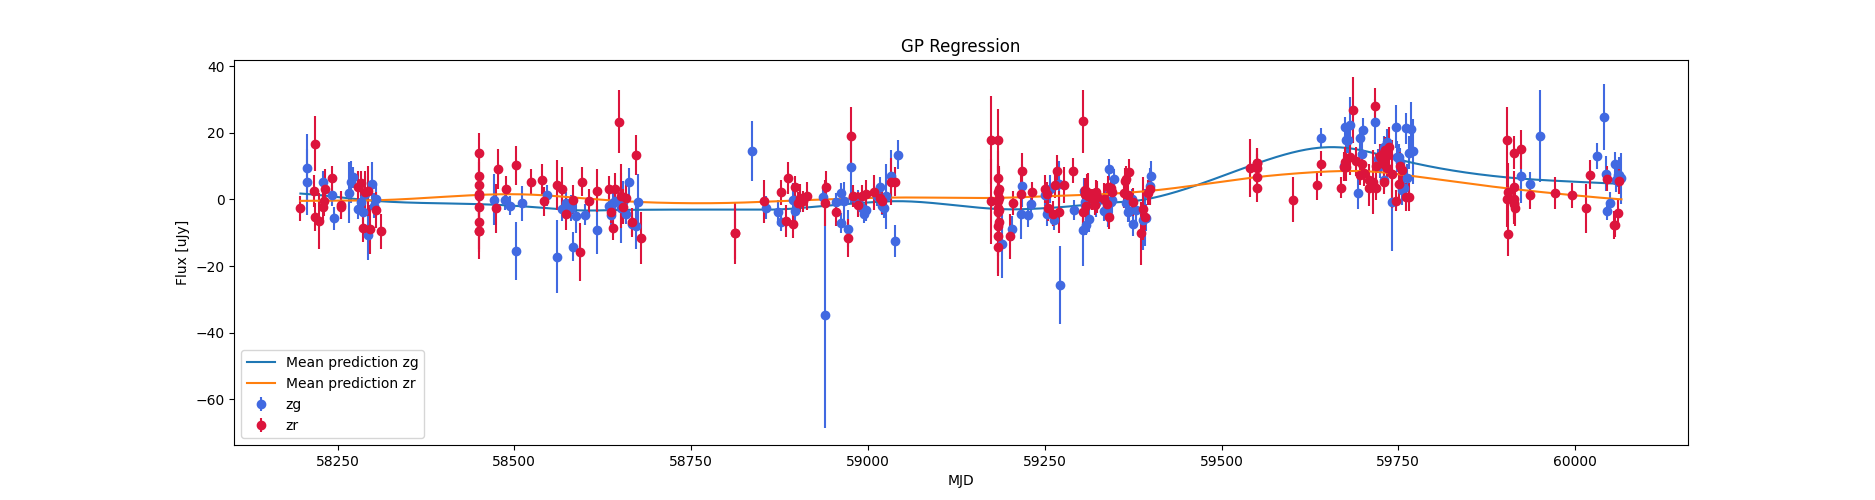 GP Regression
40
20
0
−20
−40
−60
Flux [uJy]
Mean prediction zg
Mean prediction zr
zg
zr
58250 58500 58750 59000 59250 59500 59750 60000
MJD